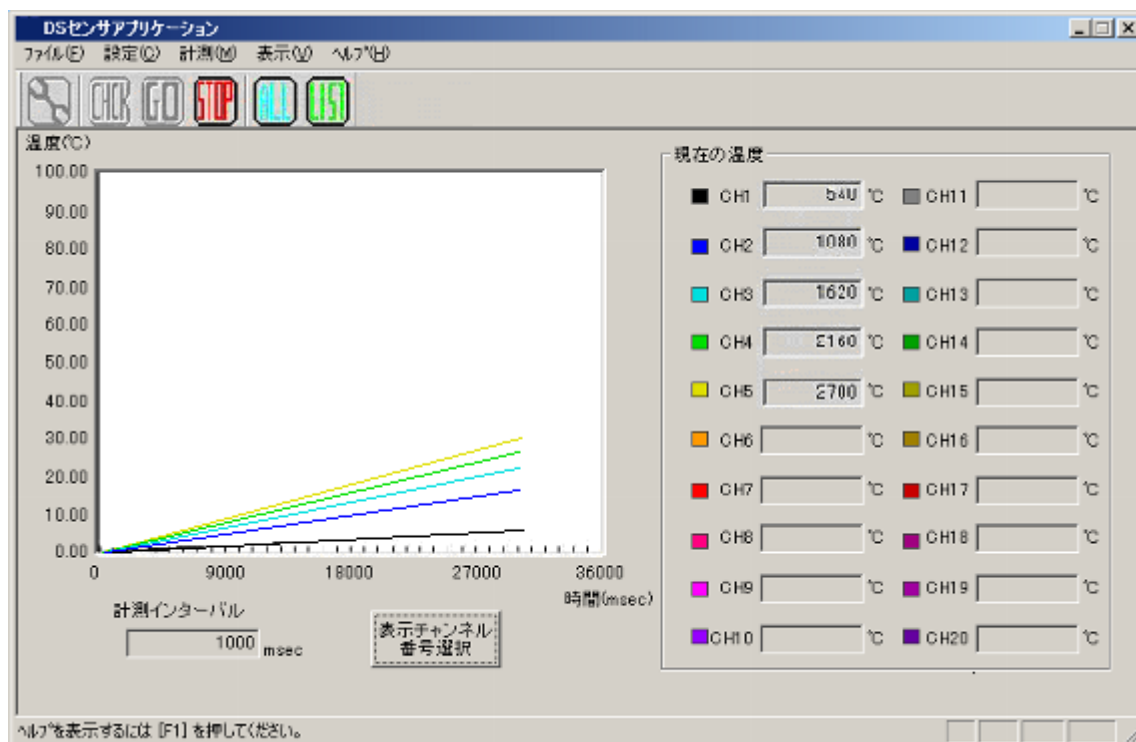 DSセンサアプリケーション
ファイル(F) 設定(C) 計測(M) 表示(V) ヘルプ(H)
CHCK GO STOP ALL LIST
温度(℃)
100.00
90.00
80.00
70.00
60.00
50.00
40.00
30.00
20.00
10.00
0.00
0 9000 18000 27000 36000
時間(msec)
計測インターバル
1000 msec
表示チャンネル
番号選択
現在の温度
CH1 540 ℃ CH11 ℃
CH2 1080 ℃ CH12 ℃
CH3 1620 ℃ CH13 ℃
CH4 2160 ℃ CH14 ℃
CH5 2700 ℃ CH15 ℃
CH6 ℃ CH16 ℃
CH7 ℃ CH17 ℃
CH8 ℃ CH18 ℃
CH9 ℃ CH19 ℃
CH10 ℃ CH20 ℃
ヘルプを表示するには [F1] を押してください。